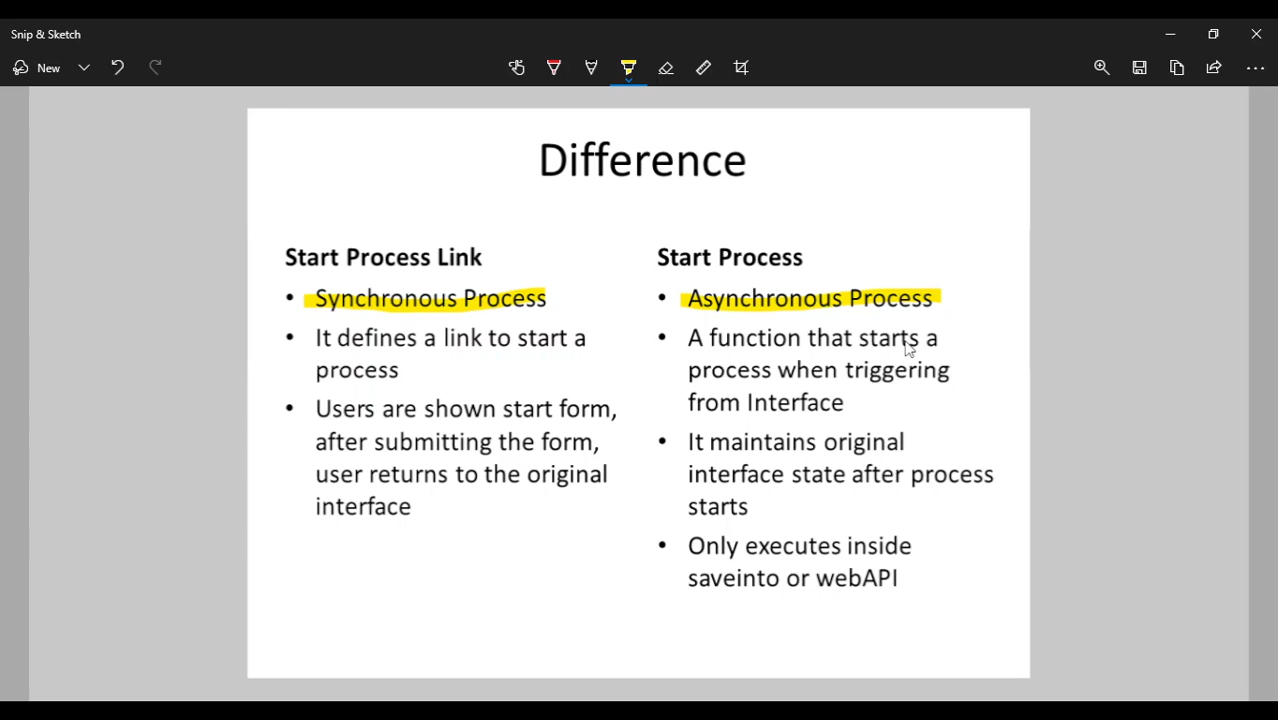 Snip & Sketch
New
Difference
Start Process Link
• Synchronous Process
• It defines a link to start a
process
• Users are shown start form,
after submitting the form,
user returns to the original
interface
Start Process
• Asynchronous Process
• A function that starts a
process when triggering
from Interface
• It maintains original
interface state after process
starts
• Only executes inside
saveinto or webAPI